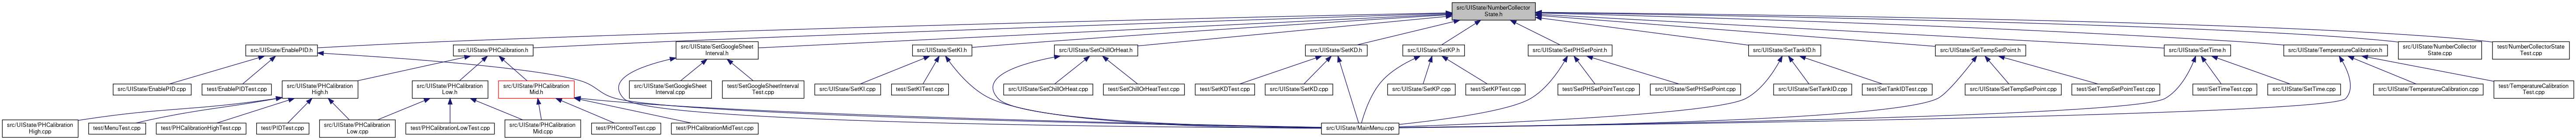 src/UIState/NumberCollector
State.h
src/UIState/EnablePID.h
src/UIState/PHCalibration.h
src/UIState/SetGoogleSheet
Interval.h
src/UIState/SetKI.h
src/UIState/SetChillOrHeat.h
src/UIState/SetKD.h
src/UIState/SetKP.h
src/UIState/SetPHSetPoint.h
src/UIState/SetTankID.h
src/UIState/SetTempSetPoint.h
src/UIState/SetTime.h
src/UIState/TemperatureCalibration.h
src/UIState/NumberCollector
State.cpp
test/NumberCollectorState
Test.cpp
src/UIState/EnablePID.cpp
test/EnablePIDTest.cpp
src/UIState/PHCalibration
High.h
src/UIState/PHCalibration
Low.h
src/UIState/PHCalibration
Mid.h
src/UIState/SetGoogleSheet
Interval.cpp
test/SetGoogleSheetInterval
Test.cpp
src/UIState/SetKI.cpp
test/SetKITest.cpp
src/UIState/SetChillOrHeat.cpp
test/SetChillOrHeatTest.cpp
test/SetKDTest.cpp
src/UIState/SetKD.cpp
src/UIState/SetKP.cpp
test/SetKPTest.cpp
test/SetPHSetPointTest.cpp
src/UIState/SetPHSetPoint.cpp
src/UIState/SetTankID.cpp
test/SetTankIDTest.cpp
src/UIState/SetTempSetPoint.cpp
test/SetTempSetPointTest.cpp
test/SetTimeTest.cpp
src/UIState/SetTime.cpp
src/UIState/TemperatureCalibration.cpp
test/TemperatureCalibration
Test.cpp
src/UIState/PHCalibration
High.cpp
test/MenuTest.cpp
test/PHCalibrationHighTest.cpp
test/PIDTest.cpp
src/UIState/PHCalibration
Low.cpp
test/PHCalibrationLowTest.cpp
src/UIState/PHCalibration
Mid.cpp
test/PHControlTest.cpp
test/PHCalibrationMidTest.cpp
src/UIState/MainMenu.cpp